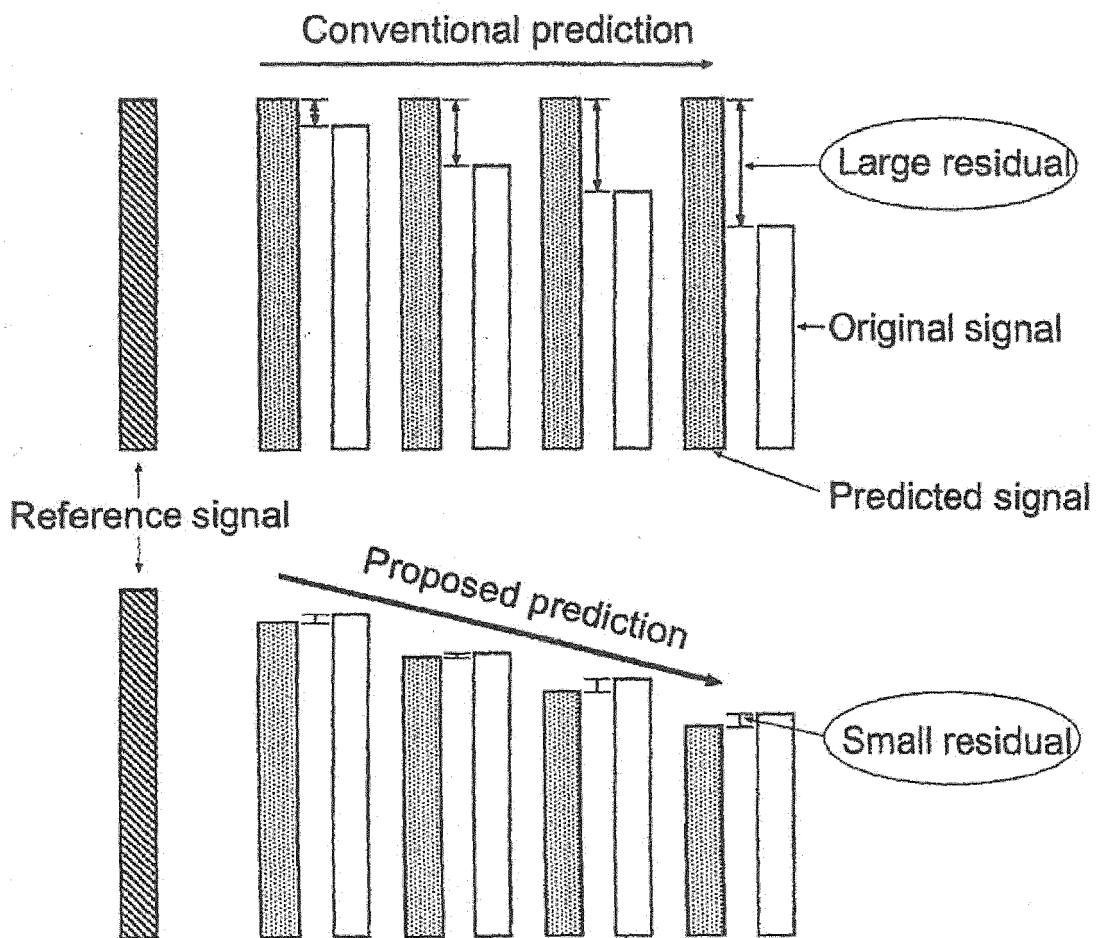 Conventional prediction
Large residual
Original signal
Predicted signal
Reference signal
Proposed prediction
Small residual